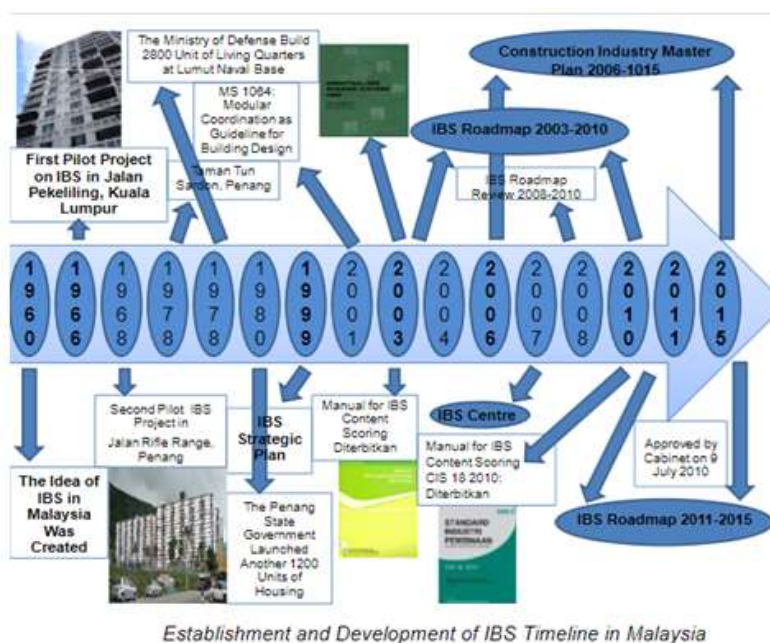 The Ministry of Defense Build
2800 Unit of Living Quarters
at Lumut Naval Base
MS 1064:
Modular
Coordination as
Guideline for
Building Design
Construction Industry Master
Plan 2006-1015
IBS Roadmap 2003-2010
First Pilot Project
on IBS in Jalan
Pekeliling, Kuala
Lumpur
Taman Tun
Sardon, Penang
IBS Roadmap
Review 2008-2010
1960
1966
1968
1978
1978
1980
1999
2001
2003
2004
2006
2007
2008
2010
2011
2015
Second Pilot IBS
Project in
Jalan Rifle Range,
Penang
IBS
Strategic
Plan
Manual for IBS
Content
Scoring
Diterbitkan
IBS Centre
Manual for IBS
Content Scoring
CIS 18 2010:
Diterbitkan
Approved by
Cabinet on 9
July 2010
The Idea of
IBS in
Malaysia
Was
Created
The Penang
State
Government
Launched
Another 1200
Units of
Housing
STANDARD
INDUSTRI
PEMBINAAN
IBS Roadmap 2011-2015
Establishment and Development of IBS Timeline in Malaysia